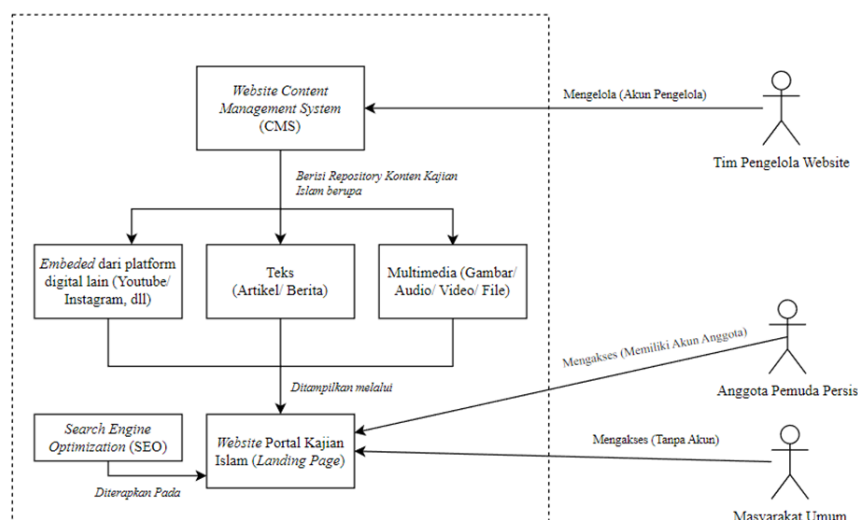 Website Content
Management System
(CMS)
Mengelola (Akun Pengelola)
Tim Pengelola Website
Berisi Repository Konten Kajian
Islam berupa
Embeded dari platform
digital lain (Youtube/
Instagram, dll)
Teks
(Artikel/ Berita)
Multimedia (Gambar/
Audio/ Video/ File)
Mengakses (Memiliki Akun Anggota)
Anggota Pemuda Persis
Ditampilkan melalui
Search Engine
Optimization (SEO)
Website Portal Kajian
Islam (Landing Page)
Mengakses (Tanpa Akun)
Diterapkan Pada
Masyarakat Umum